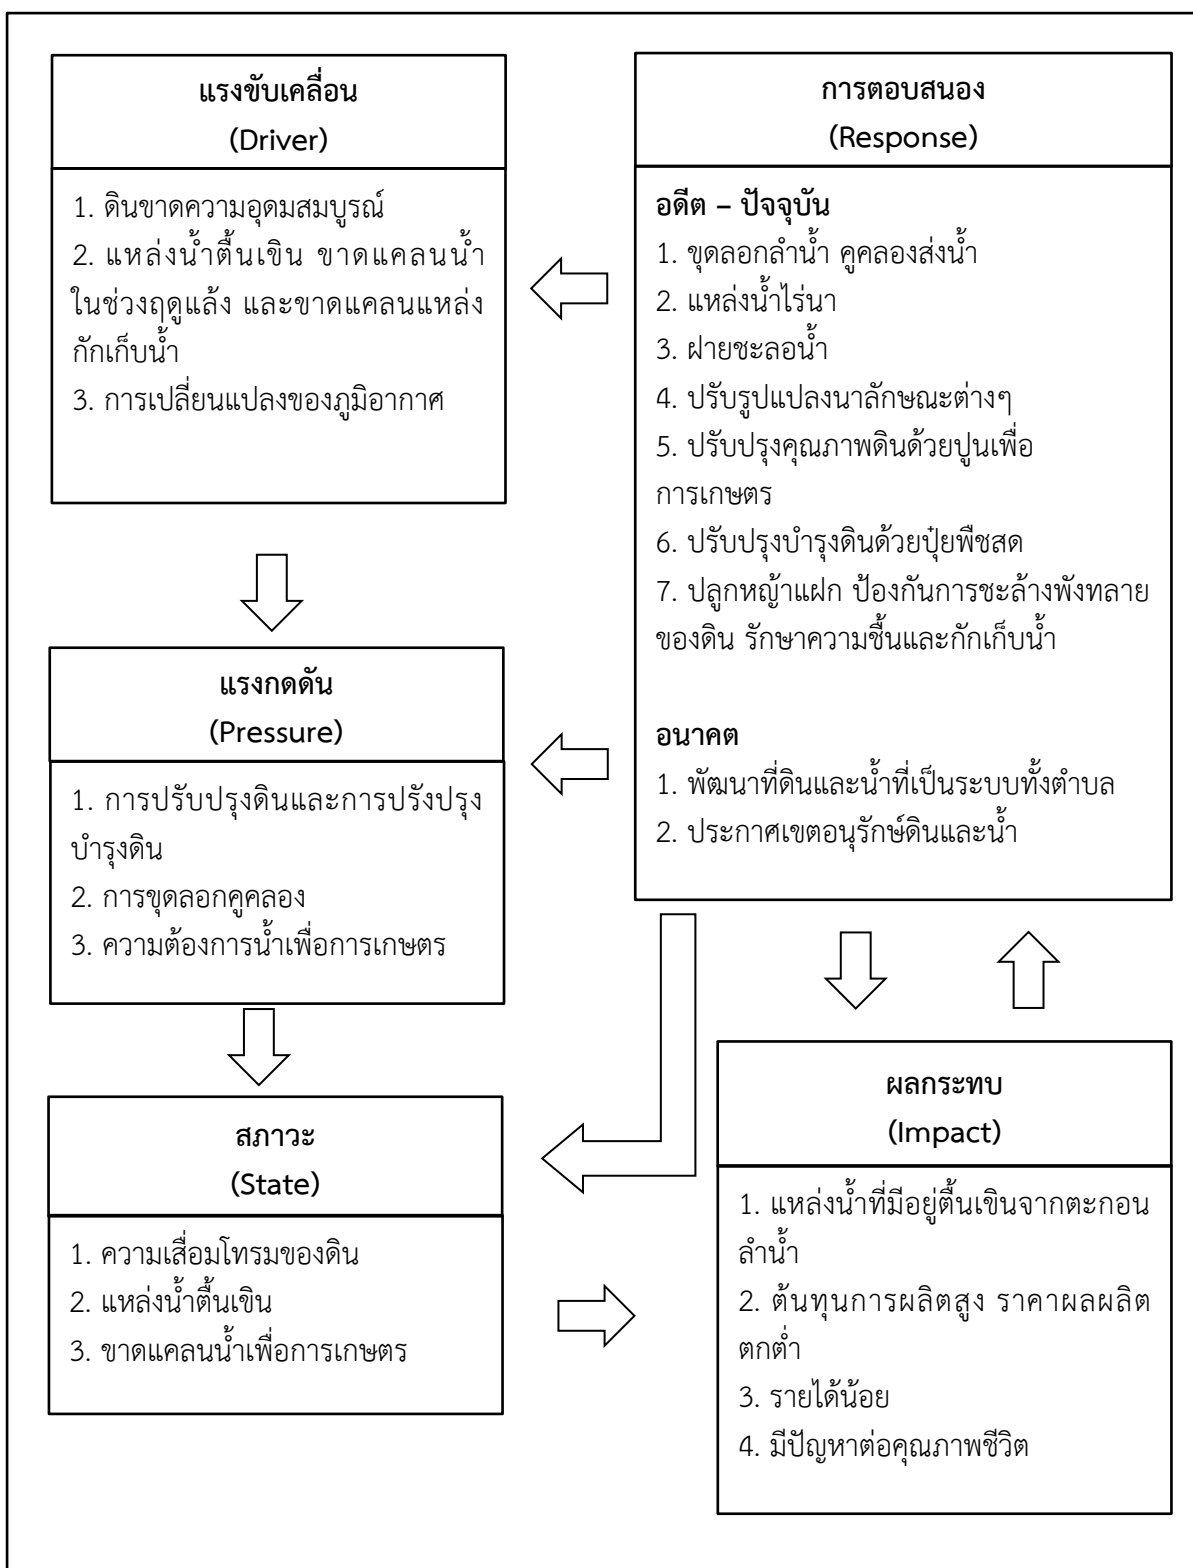 แรงขับเคลื่อน
(Driver)
1. ดินขาดความอุดมสมบูรณ์
2. แหล่งน้ำตื้นเขิน ขาดแคลนน้ำ
ในช่วงฤดูแล้ง และขาดแคลนแหล่ง
กักเก็บน้ำ
3. การเปลี่ยนแปลงของภูมิอากาศ
แรงกดดัน
(Pressure)
1. การปรับปรุงดินและการปรังปรุง
บำรุงดิน
2. การขุดลอกคูคลอง
3. ความต้องการน้ำเพื่อการเกษตร
สภาวะ
(State)
1. ความเสื่อมโทรมของดิน
2. แหล่งน้ำตื้นเขิน
3. ขาดแคลนน้ำเพื่อการเกษตร
การตอบสนอง
(Response)
อดีต – ปัจจุบัน
1. ขุดลอกลำน้ำ คูคลองส่งน้ำ
2. แหล่งน้ำไร่นา
3. ฝายชะลอน้ำ
4. ปรับรูปแปลงนาลักษณะต่างๆ
5. ปรับปรุงคุณภาพดินด้วยปูนเพื่อ
การเกษตร
6. ปรับปรุงบำรุงดินด้วยปุ๋ยพืชสด
7. ปลูกหญ้าแฝก ป้องกันการชะล้างพังทลาย
ของดิน รักษาความชื้นและกักเก็บน้ำ
อนาคต
1. พัฒนาที่ดินและน้ำที่เป็นระบบทั้งตำบล
2. ประกาศเขตอนุรักษ์ดินและน้ำ
ผลกระทบ
(Impact)
1. แหล่งน้ำที่มีอยู่ตื้นเขินจากตะกอน
ลำน้ำ
2. ต้นทุนการผลิตสูง ราคาผลผลิต
ตกต่ำ
3. รายได้น้อย
4. มีปัญหาต่อคุณภาพชีวิต